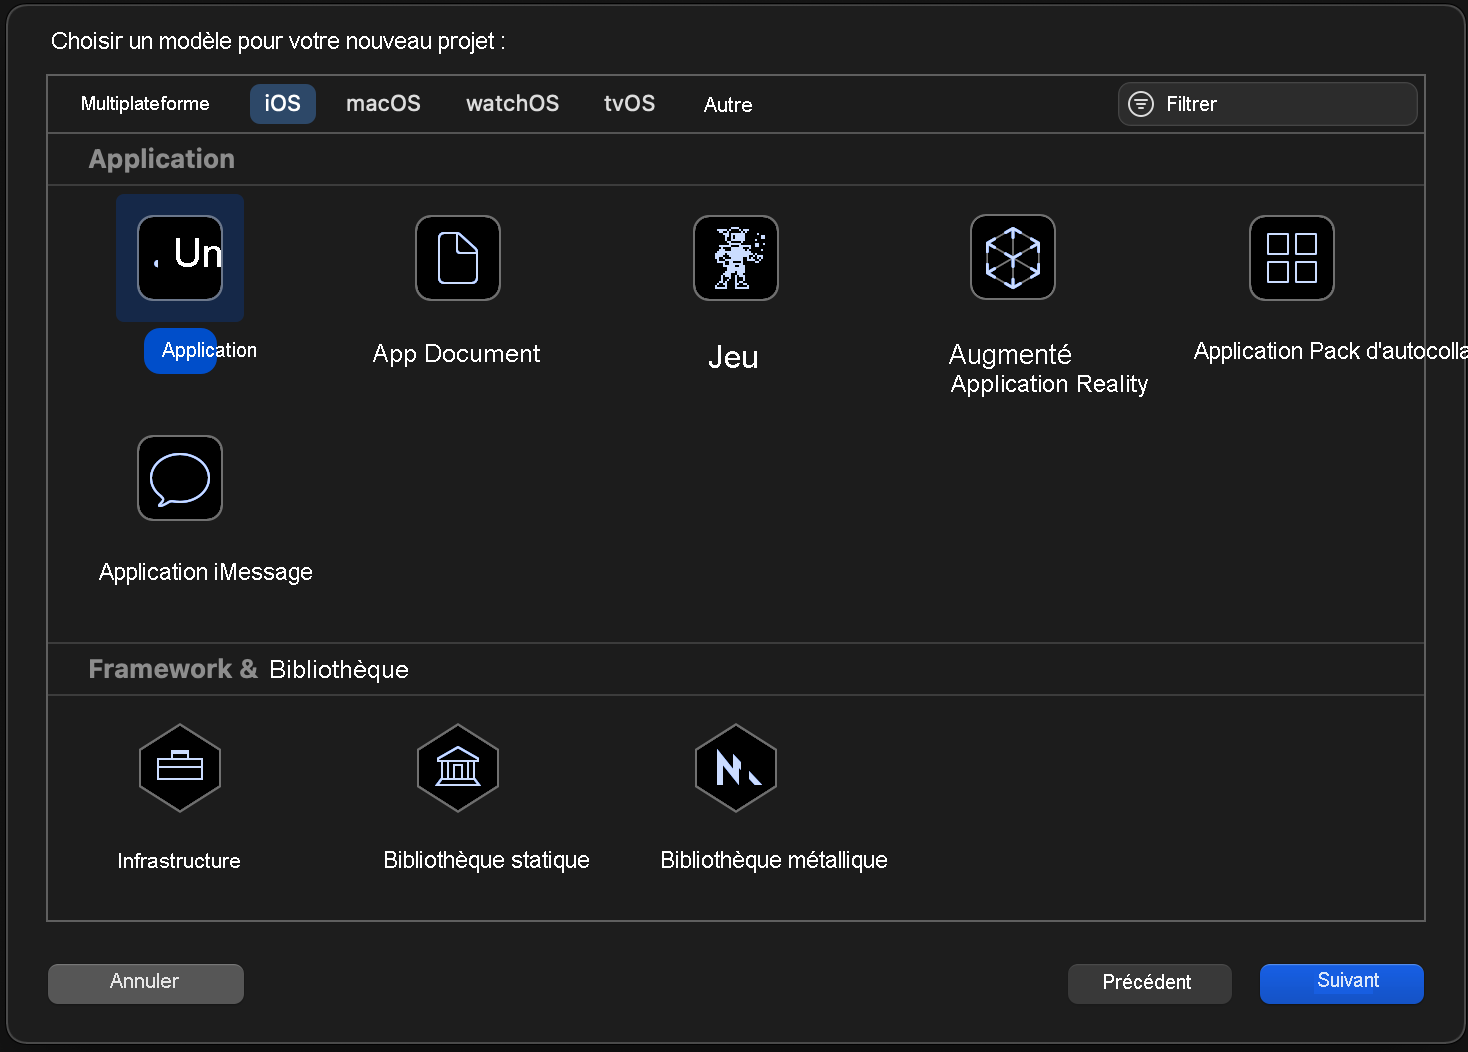 Choisir un modèle pour votre nouveau projet :
Multiplateforme iOS macOS watchOS tvOS Autre Filtrer
Application
. Un
Application App Document Jeu Augmenté Application Pack d'autocolla
Application Reality
Application iMessage
Framework & Bibliothèque
Infrastructure Bibliothèque statique Bibliothèque métallique
Annuler Précédent Suivant